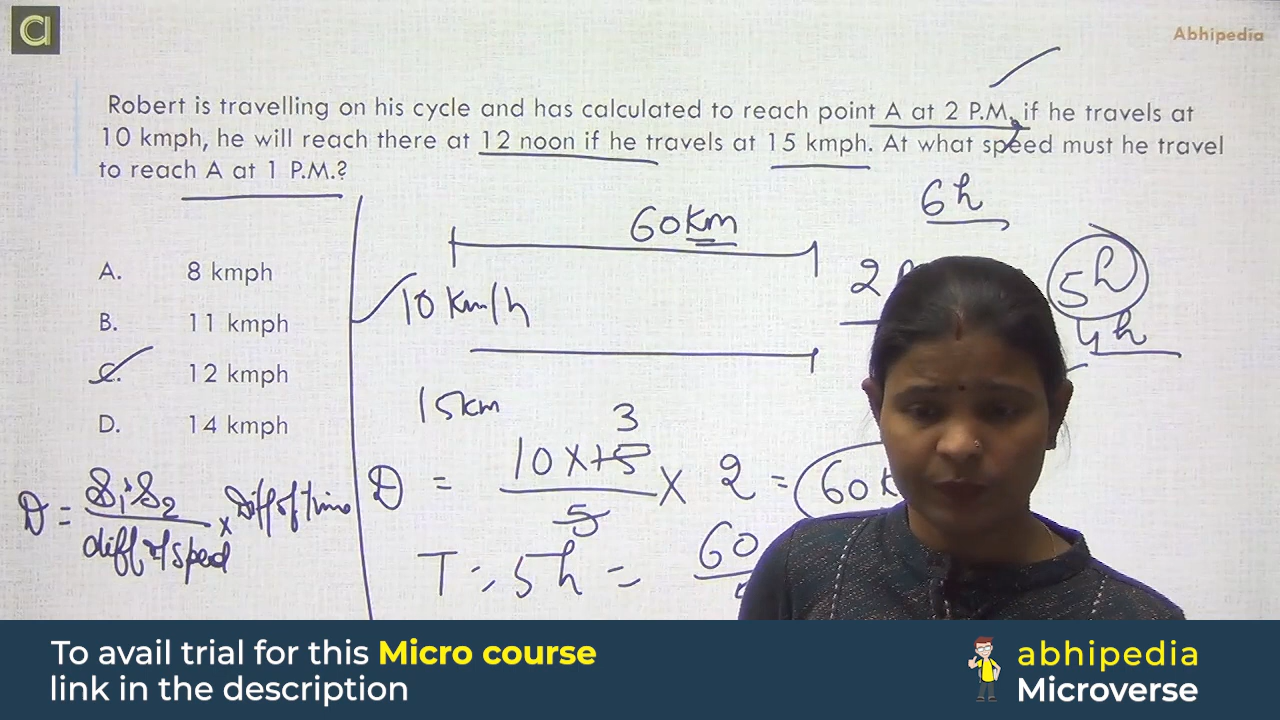 Abhipedia
Robert is travelling on his cycle and has calculated to reach point A at 2 P.M. if he travels at
10 kmph, he will reach there at 12 noon if he travels at 15 kmph. At what speed must he travel
to reach A at 1 P.M.?
6h
60km
A. 8 kmph
2
5h
B. 11 kmph
10 km/h
4h
C. 12 kmph
15km
D. 14 kmph
3
D = 10 x 15 x 2 = 60k
5
D = S1 S2 x Diff of Time
diff of speed
T = 5h = 60
To avail trial for this Micro course
link in the description
abhipedia
Microverse